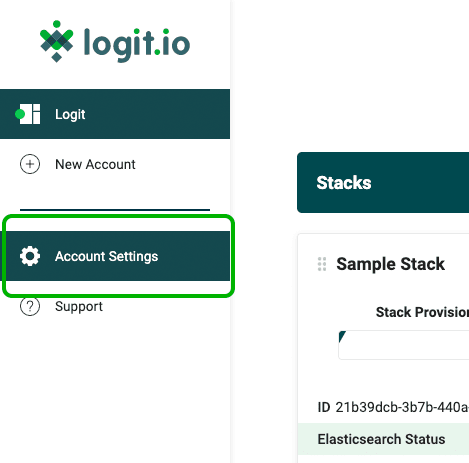 logit.io
Logit
New Account
Account Settings
Support
Stacks
Sample Stack
Stack Provision
ID 21b39dcb-3b7b-440a-
Elasticsearch Status